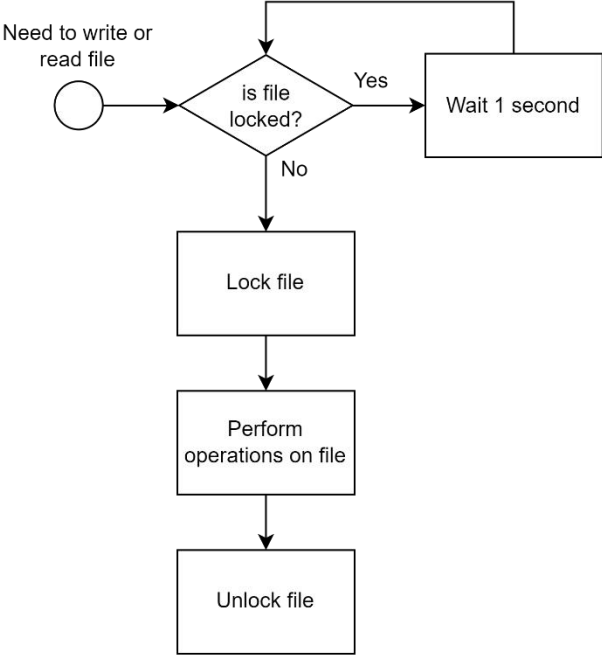 Need to write or
read file
is file
locked?
Yes
Wait 1 second
No
Lock file
Perform
operations on file
Unlock file